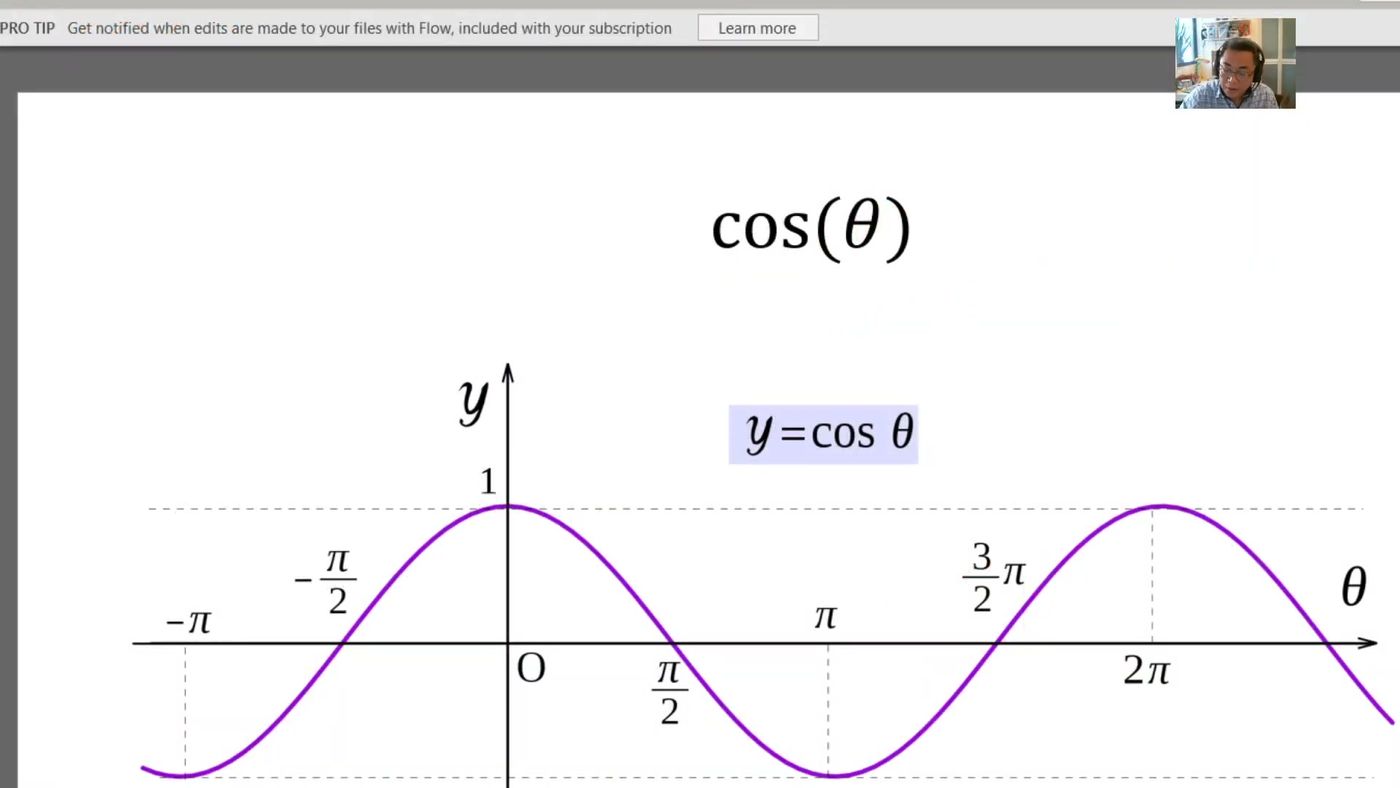 PRO TIP Get notified when edits are made to your files with Flow, included with your subscription Learn more
cos(θ)
y
y=cos θ
1
-π/2
3/2 π
θ
-π
π
O
π/2
2π